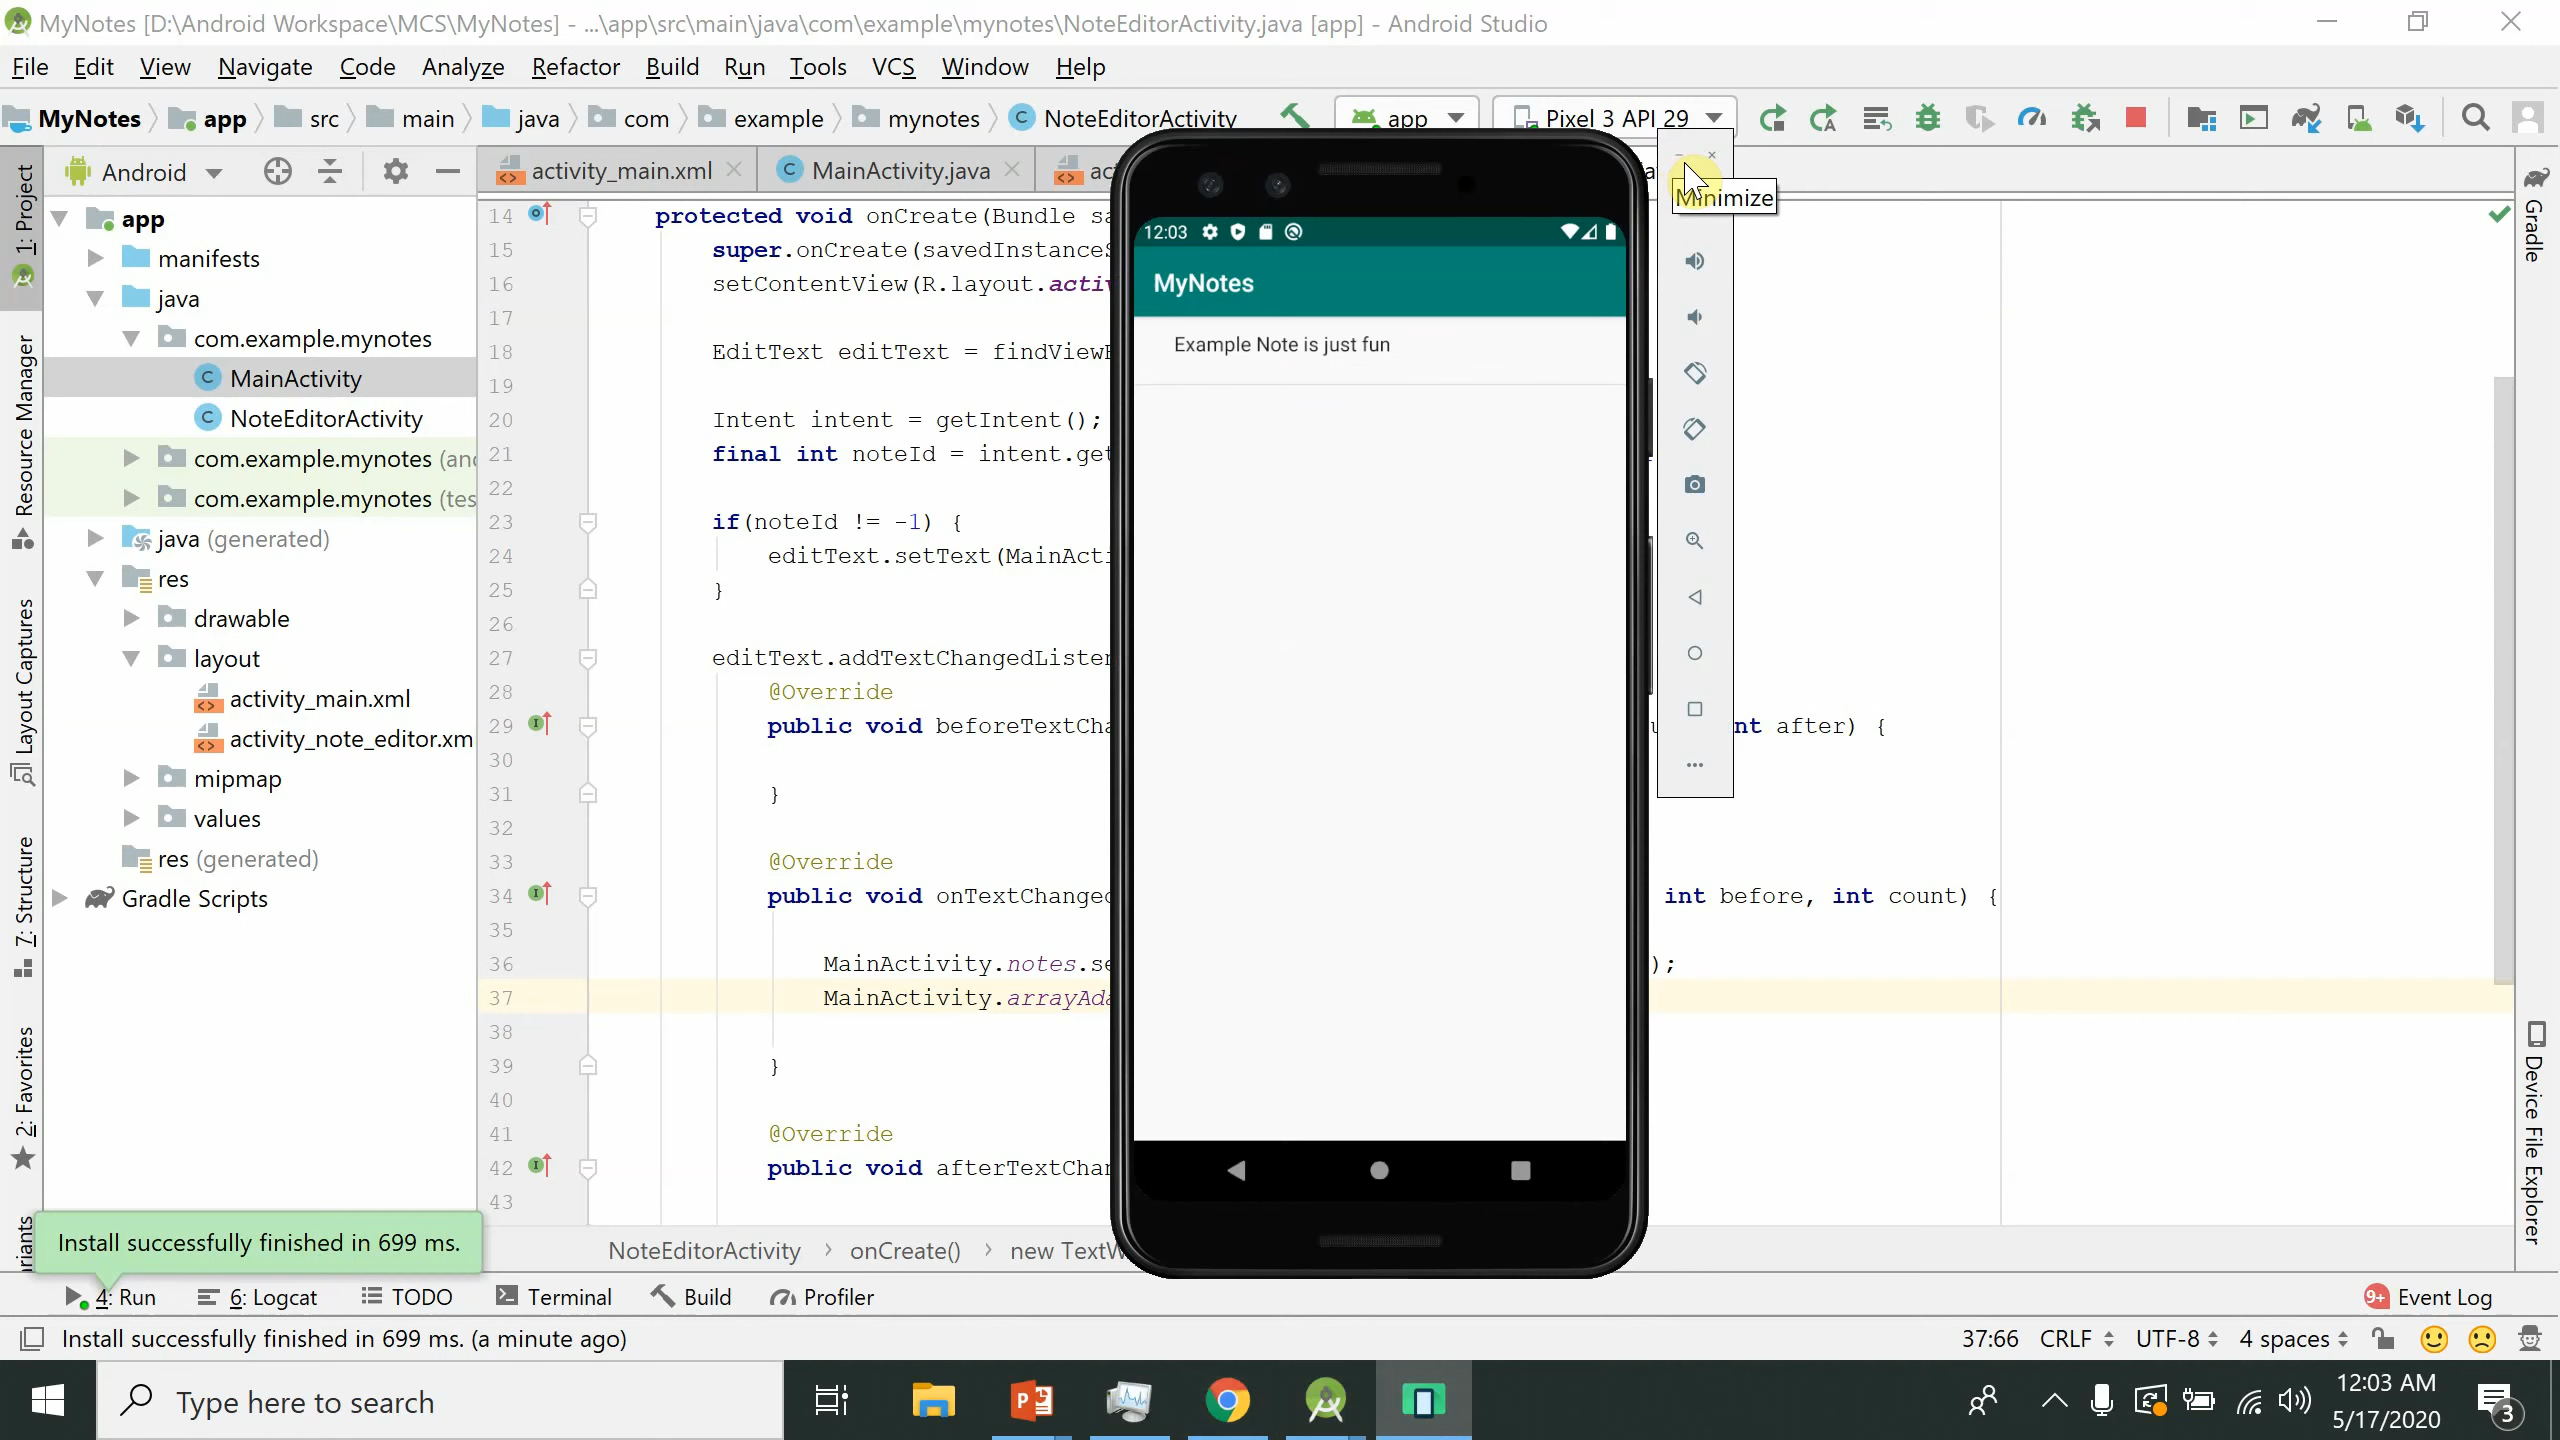 MyNotes [D:\Android Workspace\MCS\MyNotes] - ...\app\src\main\java\com\example\mynotes\NoteEditorActivity.java [app] - Android Studio
File Edit View Navigate Code Analyze Refactor Build Run Tools VCS Window Help
MyNotes app src main java com example mynotes NoteEditorActivity app Pixel 3 API 29
Android activity_main.xml MainActivity.java ac
Minimize
1: Project
Resource Manager
Layout Captures
7: Structure
2: Favorites
app
manifests
java
com.example.mynotes
MainActivity
NoteEditorActivity
com.example.mynotes (and
com.example.mynotes (tes
java (generated)
res
drawable
layout
activity_main.xml
activity_note_editor.xm
mipmap
values
res (generated)
Gradle Scripts
14 protected void onCreate(Bundle sa
15 super.onCreate(savedInstanceS
16 setContentView(R.layout.activ
17
18 EditText editText = findViewB
19
20 Intent intent = getIntent();
21 final int noteId = intent.get
22
23 if(noteId != -1) {
24 editText.setText(MainActi
25 }
26
27 editText.addTextChangedListen
28 @Override
29 public void beforeTextCha nt after) {
30
31 }
32
33 @Override
34 public void onTextChanged int before, int count) {
35
36 MainActivity.notes.se );
37 MainActivity.arrayAda
38
39 }
40
41 @Override
42 public void afterTextChan
43
12:03
MyNotes
Example Note is just fun
Gradle
Device File Explorer
Install successfully finished in 699 ms.
NoteEditorActivity › onCreate() › new TextW
4: Run 6: Logcat TODO Terminal Build Profiler 9+ Event Log
Install successfully finished in 699 ms. (a minute ago) 37:66 CRLF UTF-8 4 spaces
Type here to search
12:03 AM
5/17/2020
3